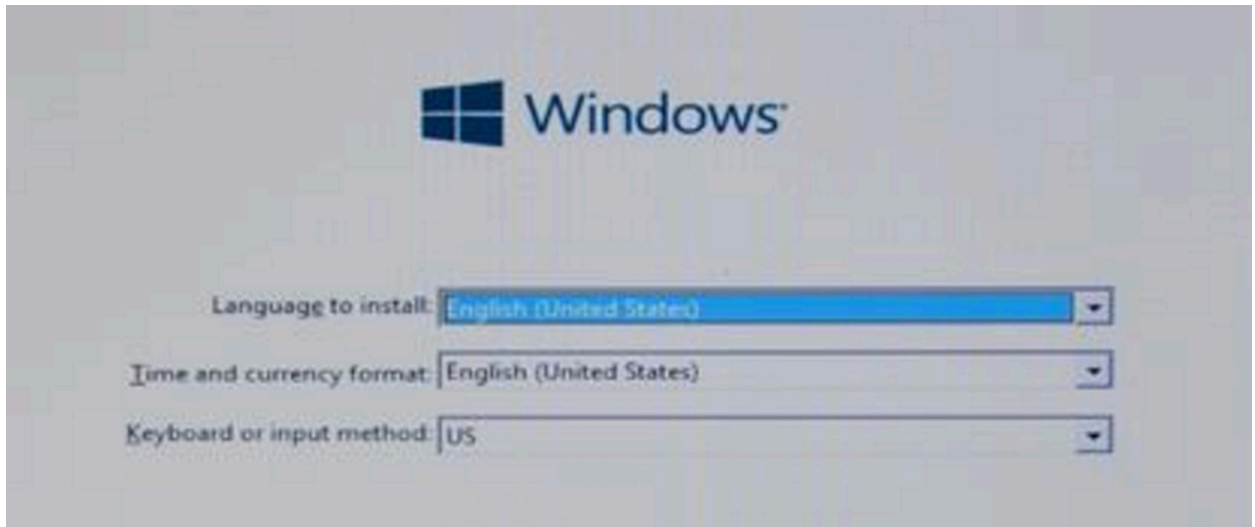 Windows
Language to install: English (United States)
Time and currency format: English (United States)
Keyboard or input method: US